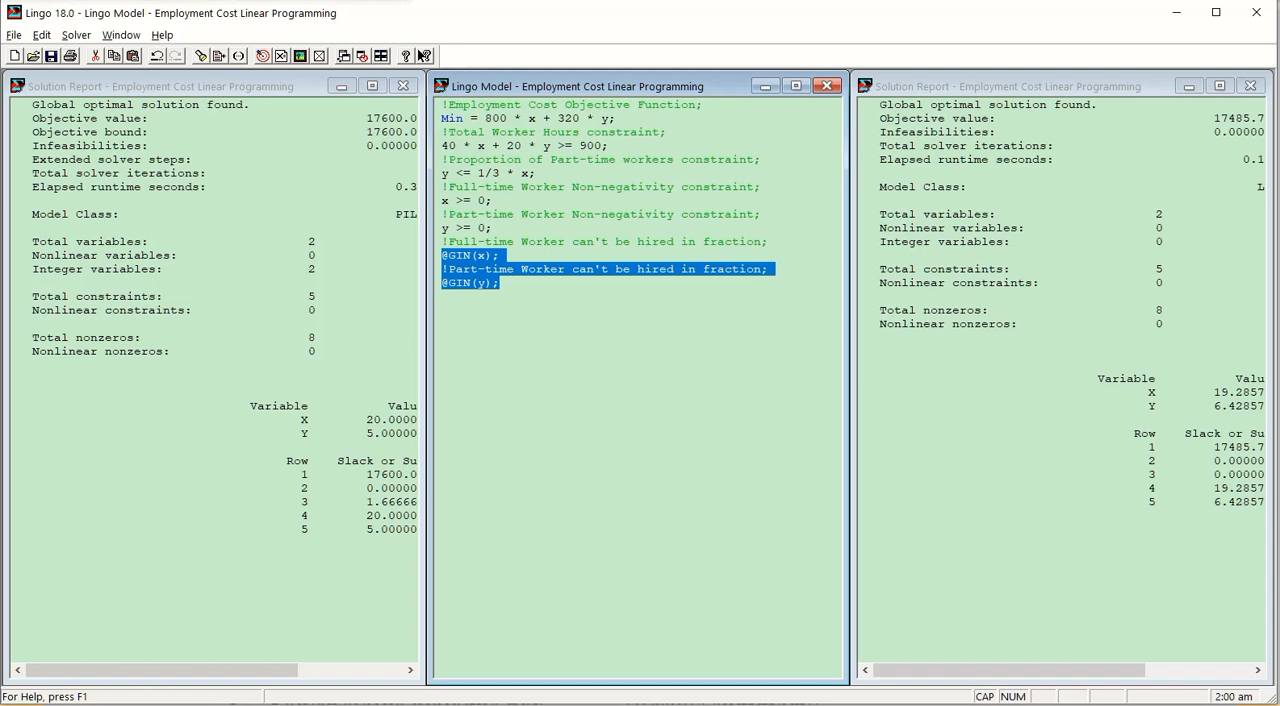 Lingo 18.0 - Lingo Model - Employment Cost Linear Programming
File Edit Solver Window Help
Solution Report - Employment Cost Linear Programming
Global optimal solution found.
Objective value: 17600.0
Objective bound: 17600.0
Infeasibilities: 0.00000
Extended solver steps:
Total solver iterations:
Elapsed runtime seconds: 0.3
Model Class: PIL
Total variables: 2
Nonlinear variables: 0
Integer variables: 2
Total constraints: 5
Nonlinear constraints: 0
Total nonzeros: 8
Nonlinear nonzeros: 0
Variable Valu
X 20.0000
Y 5.00000
Row Slack or Su
1 17600.0
2 0.00000
3 1.66666
4 20.0000
5 5.00000
Lingo Model - Employment Cost Linear Programming
!Employment Cost Objective Function;
Min = 800 * x + 320 * y;
!Total Worker Hours constraint;
40 * x + 20 * y >= 900;
!Proportion of Part-time workers constraint;
y <= 1/3 * x;
!Full-time Worker Non-negativity constraint;
x >= 0;
!Part-time Worker Non-negativity constraint;
y >= 0;
!Full-time Worker can't be hired in fraction;
@GIN(x);
!Part-time Worker can't be hired in fraction;
@GIN(y);
Solution Report - Employment Cost Linear Programming
Global optimal solution found.
Objective value: 17485.7
Infeasibilities: 0.00000
Total solver iterations:
Elapsed runtime seconds: 0.1
Model Class: L
Total variables: 2
Nonlinear variables: 0
Integer variables: 0
Total constraints: 5
Nonlinear constraints: 0
Total nonzeros: 8
Nonlinear nonzeros: 0
Variable Valu
X 19.2857
Y 6.42857
Row Slack or Su
1 17485.7
2 0.00000
3 0.00000
4 19.2857
5 6.42857
For Help, press F1
CAP NUM 2:00 am